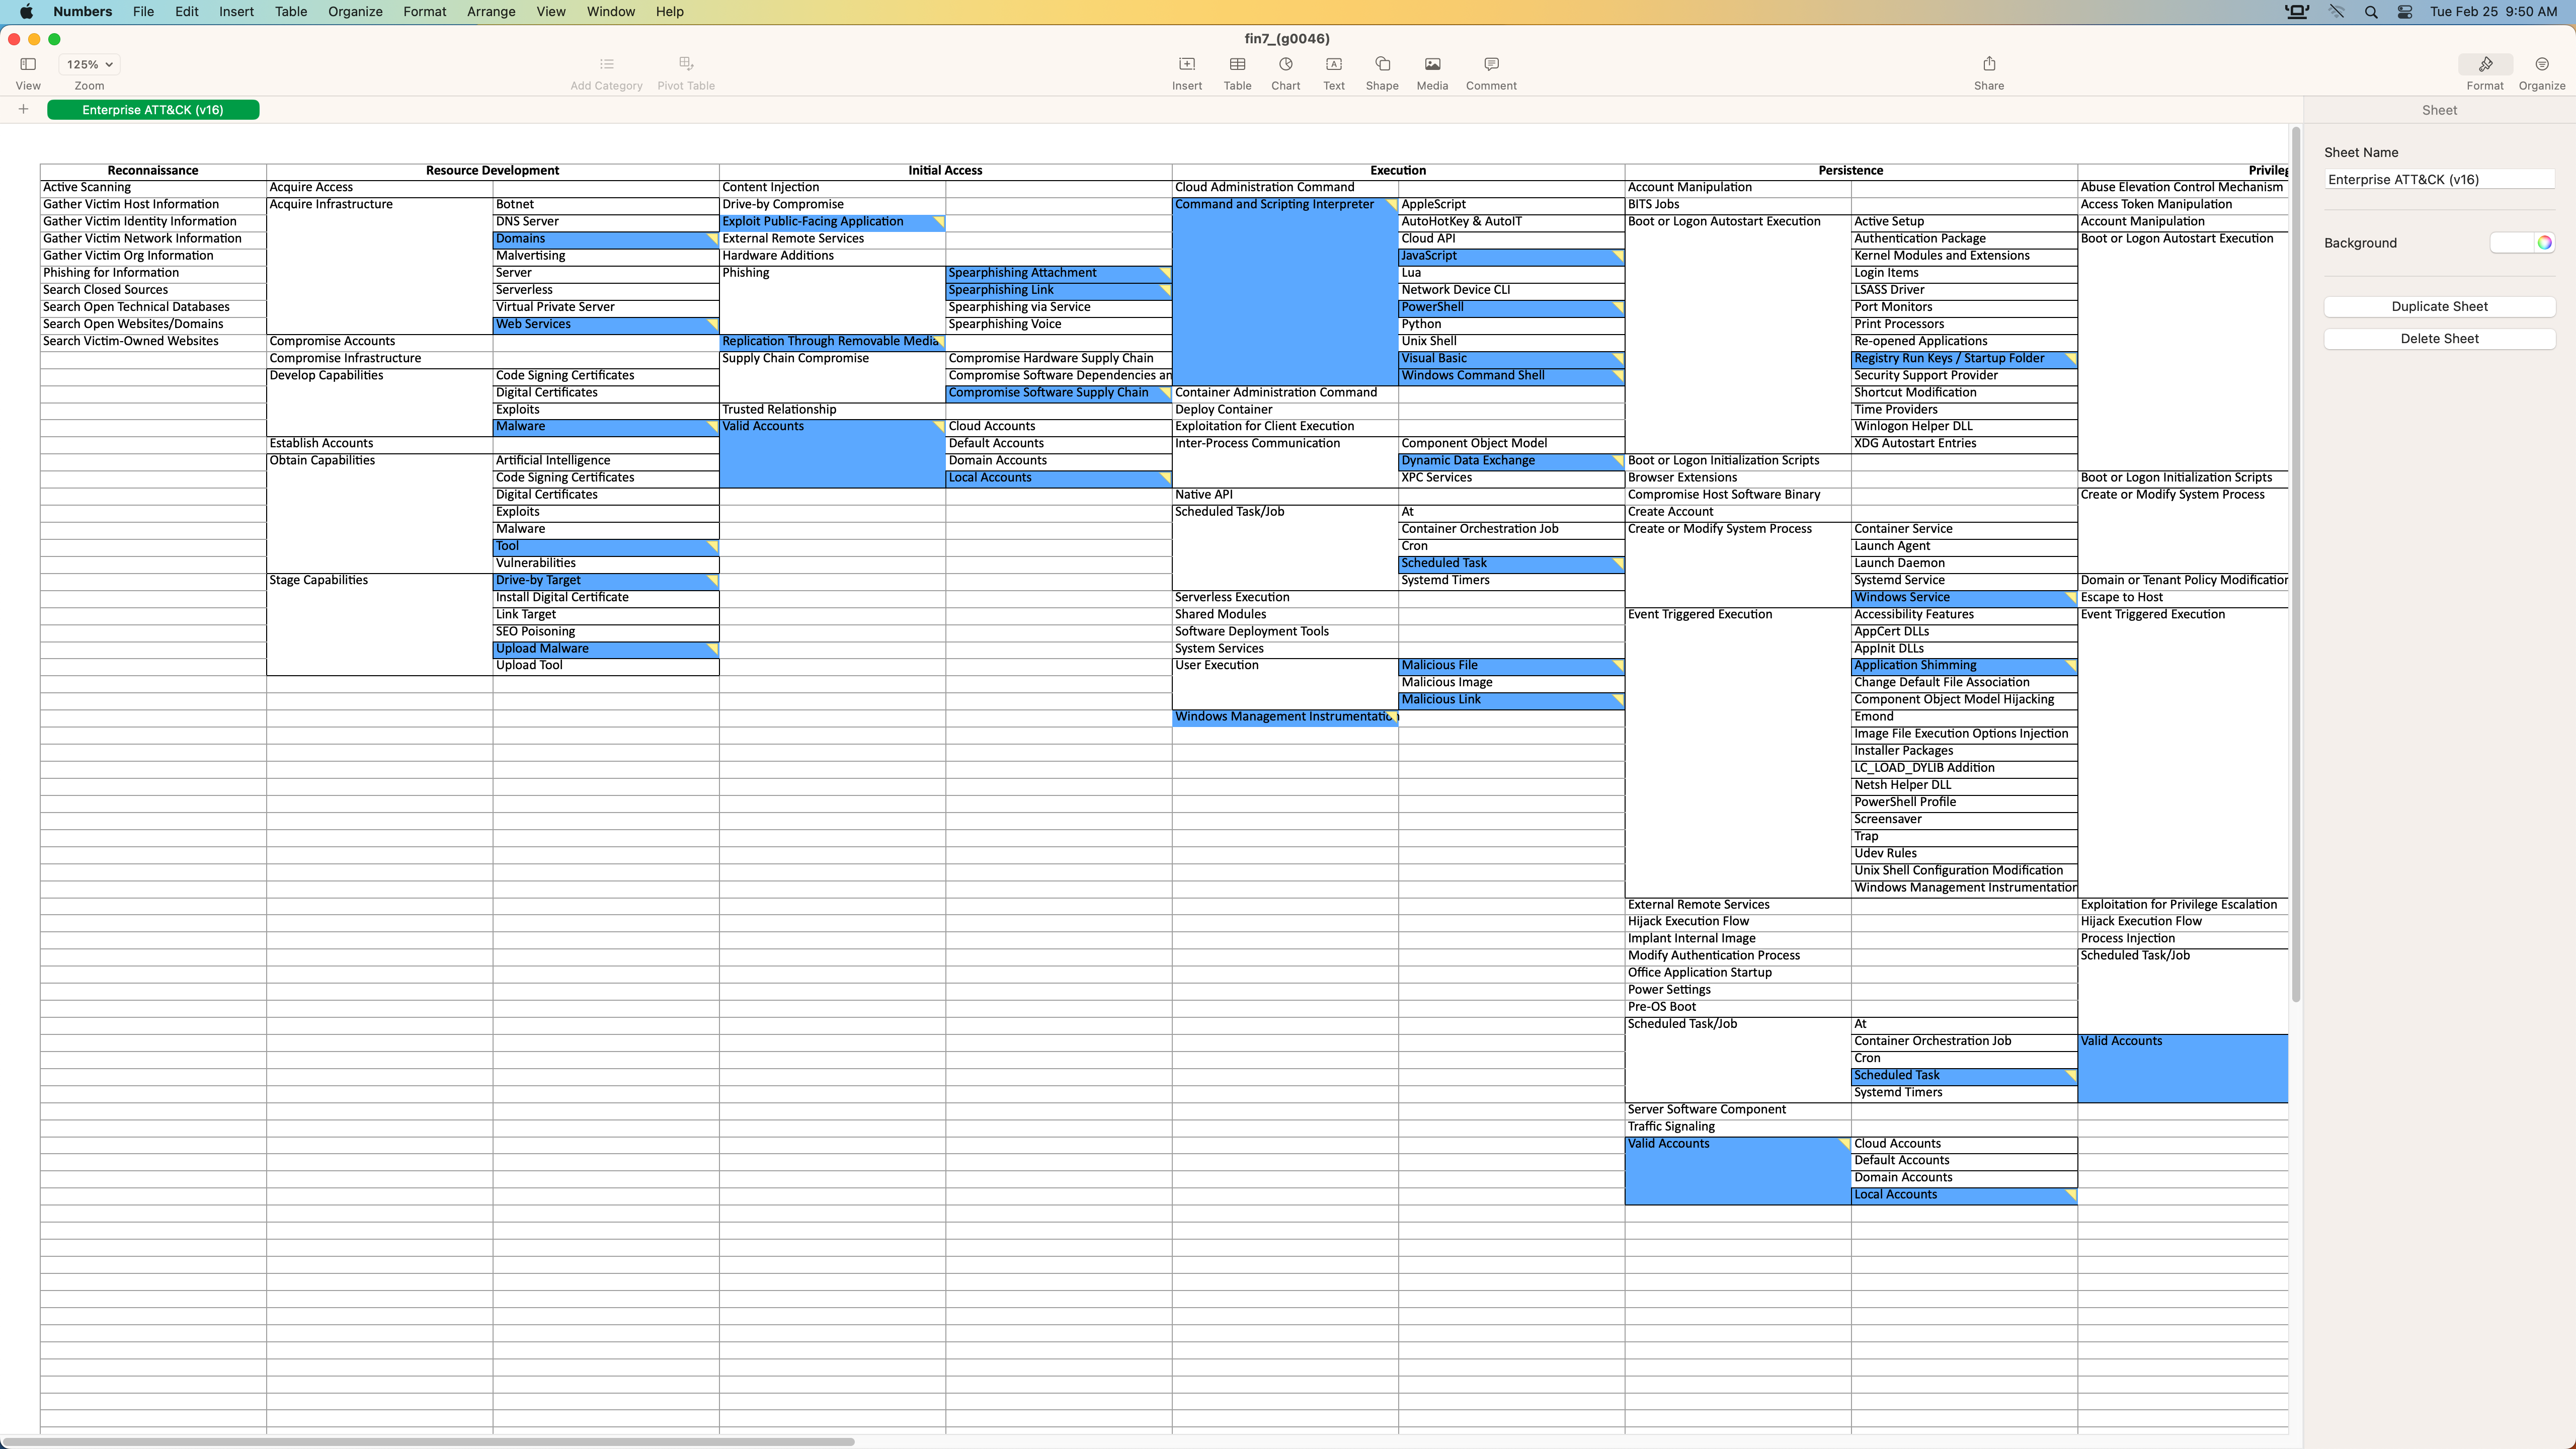 Numbers File Edit Insert Table Organize Format Arrange View Window Help Tue Feb 25 9:50 AM
fin7_(g0046)
125%
View Zoom Add Category Pivot Table Insert Table Chart Text Shape Media Comment Share Format Organize
Enterprise ATT&CK (v16) Sheet
Sheet Name
Enterprise ATT&CK (v16)
Background
Duplicate Sheet
Delete Sheet
Reconnaissance Resource Development Initial Access Execution Persistence Privileg
Active Scanning Acquire Access Content Injection Cloud Administration Command Account Manipulation Abuse Elevation Control Mechanism
Gather Victim Host Information Acquire Infrastructure Botnet Drive-by Compromise Command and Scripting Interpreter AppleScript BITS Jobs Access Token Manipulation
Gather Victim Identity Information DNS Server Exploit Public-Facing Application AutoHotKey & AutoIT Boot or Logon Autostart Execution Active Setup Account Manipulation
Gather Victim Network Information Domains External Remote Services Cloud API Authentication Package Boot or Logon Autostart Execution
Gather Victim Org Information Malvertising Hardware Additions JavaScript Kernel Modules and Extensions
Phishing for Information Server Phishing Spearphishing Attachment Lua Login Items
Search Closed Sources Serverless Spearphishing Link Network Device CLI LSASS Driver
Search Open Technical Databases Virtual Private Server Spearphishing via Service PowerShell Port Monitors
Search Open Websites/Domains Web Services Spearphishing Voice Python Print Processors
Search Victim-Owned Websites Compromise Accounts Replication Through Removable Media Unix Shell Re-opened Applications
Compromise Infrastructure Supply Chain Compromise Compromise Hardware Supply Chain Visual Basic Registry Run Keys / Startup Folder
Develop Capabilities Code Signing Certificates Compromise Software Dependencies an Windows Command Shell Security Support Provider
Digital Certificates Compromise Software Supply Chain Container Administration Command Shortcut Modification
Exploits Trusted Relationship Deploy Container Time Providers
Malware Valid Accounts Cloud Accounts Exploitation for Client Execution Winlogon Helper DLL
Establish Accounts Default Accounts Inter-Process Communication Component Object Model XDG Autostart Entries
Obtain Capabilities Artificial Intelligence Domain Accounts Dynamic Data Exchange Boot or Logon Initialization Scripts
Code Signing Certificates Local Accounts XPC Services Browser Extensions Boot or Logon Initialization Scripts
Digital Certificates Native API Compromise Host Software Binary Create or Modify System Process
Exploits Scheduled Task/Job At Create Account
Malware Container Orchestration Job Create or Modify System Process Container Service
Tool Cron Launch Agent
Vulnerabilities Scheduled Task Launch Daemon
Stage Capabilities Drive-by Target Systemd Timers Systemd Service Domain or Tenant Policy Modification
Install Digital Certificate Serverless Execution Windows Service Escape to Host
Link Target Shared Modules Event Triggered Execution Accessibility Features Event Triggered Execution
SEO Poisoning Software Deployment Tools AppCert DLLs
Upload Malware System Services AppInit DLLs
Upload Tool User Execution Malicious File Application Shimming
Malicious Image Change Default File Association
Malicious Link Component Object Model Hijacking
Windows Management Instrumentation Emond
Image File Execution Options Injection
Installer Packages
LC_LOAD_DYLIB Addition
Netsh Helper DLL
PowerShell Profile
Screensaver
Trap
Udev Rules
Unix Shell Configuration Modification
Windows Management Instrumentation
External Remote Services Exploitation for Privilege Escalation
Hijack Execution Flow Hijack Execution Flow
Implant Internal Image Process Injection
Modify Authentication Process Scheduled Task/Job
Office Application Startup
Power Settings
Pre-OS Boot
Scheduled Task/Job At
Container Orchestration Job Valid Accounts
Cron
Scheduled Task
Systemd Timers
Server Software Component
Traffic Signaling
Valid Accounts Cloud Accounts
Default Accounts
Domain Accounts
Local Accounts